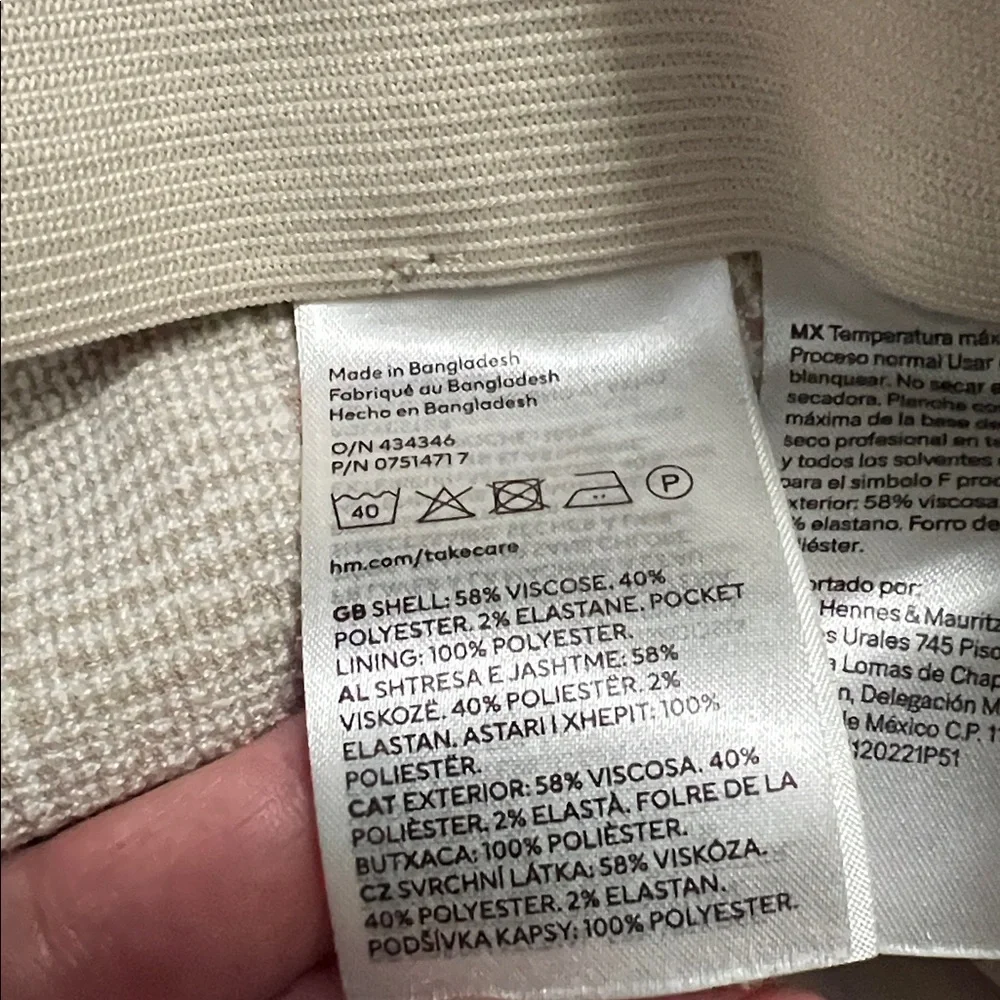 Made in Bangladesh
Fabriqué au Bangladesh
Hecho en Bangladesh
O/N 434346
P/N 07514717
40
P
hm.com/takecare
GB SHELL: 58% VISCOSE. 40%
POLYESTER. 2% ELASTANE. POCKET
LINING: 100% POLYESTER.
AL SHTRESA E JASHTME: 58%
VISKOZË. 40% POLIESTËR. 2%
ELASTAN. ASTARI I XHEPIT: 100%
POLIESTËR.
CAT EXTERIOR: 58% VISCOSA. 40%
POLIÈSTER. 2% ELASTÀ. FOLRE DE LA
BUTXACA: 100% POLIÈSTER.
CZ SVRCHNÍ LÁTKA: 58% VISKÓZA.
40% POLYESTER. 2% ELASTAN.
PODŠÍVKA KAPSY: 100% POLYESTER.
MX Temperatura
Proceso normal Usar
blanquear. No secar
secadora. Plancha
máxima de la base
seco profesional en
y todos los solventes
para el simbolo F
58% viscosa
% elastano. Forro de
por:
Hennes & Mauritz
Urales 745 Piso
Lomas de
Delegación
México C.P.
120221P51